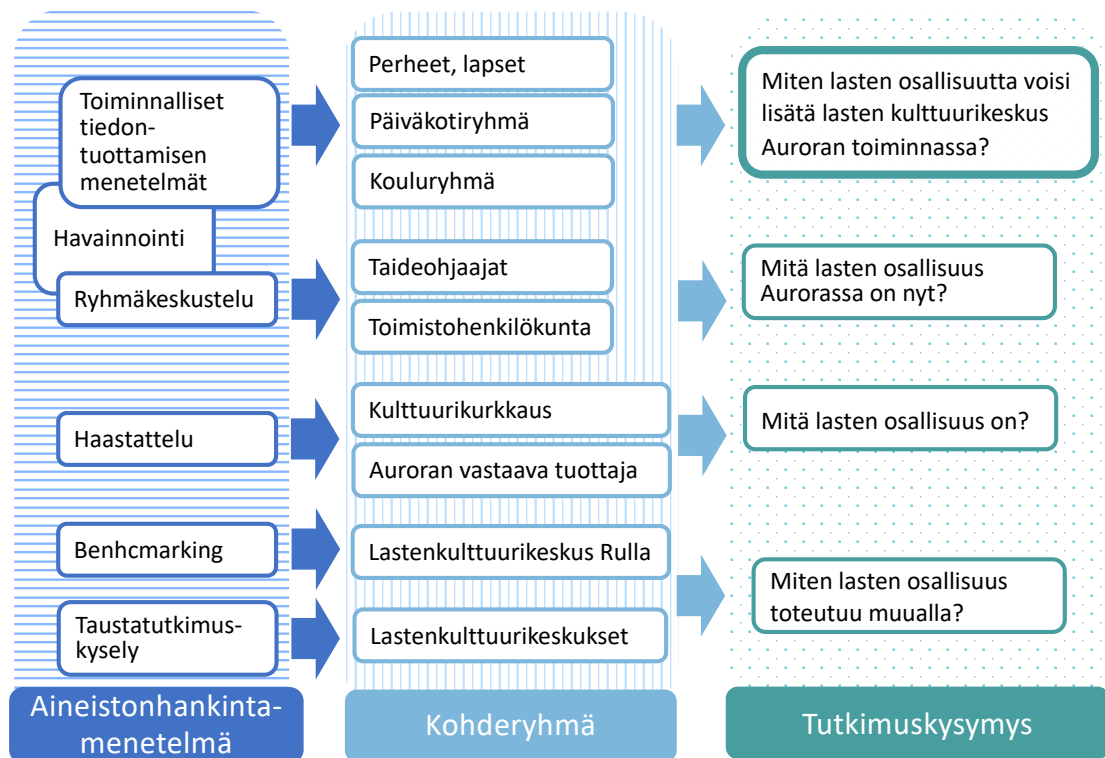 Toiminnalliset
tiedon-
tuottamisen
menetelmät
Havainnointi
Ryhmäkeskustelu
Haastattelu
Benhcmarking
Taustatutkimus-
kysely
Aineistonhankinta-
menetelmä
Perheet, lapset
Päiväkotiryhmä
Kouluryhmä
Taideohjaajat
Toimistohenkilökunta
Kulttuurikurkkaus
Auroran vastaava tuottaja
Lastenkulttuurikeskus Rulla
Lastenkulttuurikeskukset
Kohderyhmä
Miten lasten osallisuutta voisi
lisätä lasten kulttuurikeskus
Auroran toiminnassa?
Mitä lasten osallisuus
Aurorassa on nyt?
Mitä lasten osallisuus on?
Miten lasten osallisuus
toteutuu muualla?
Tutkimuskysymys